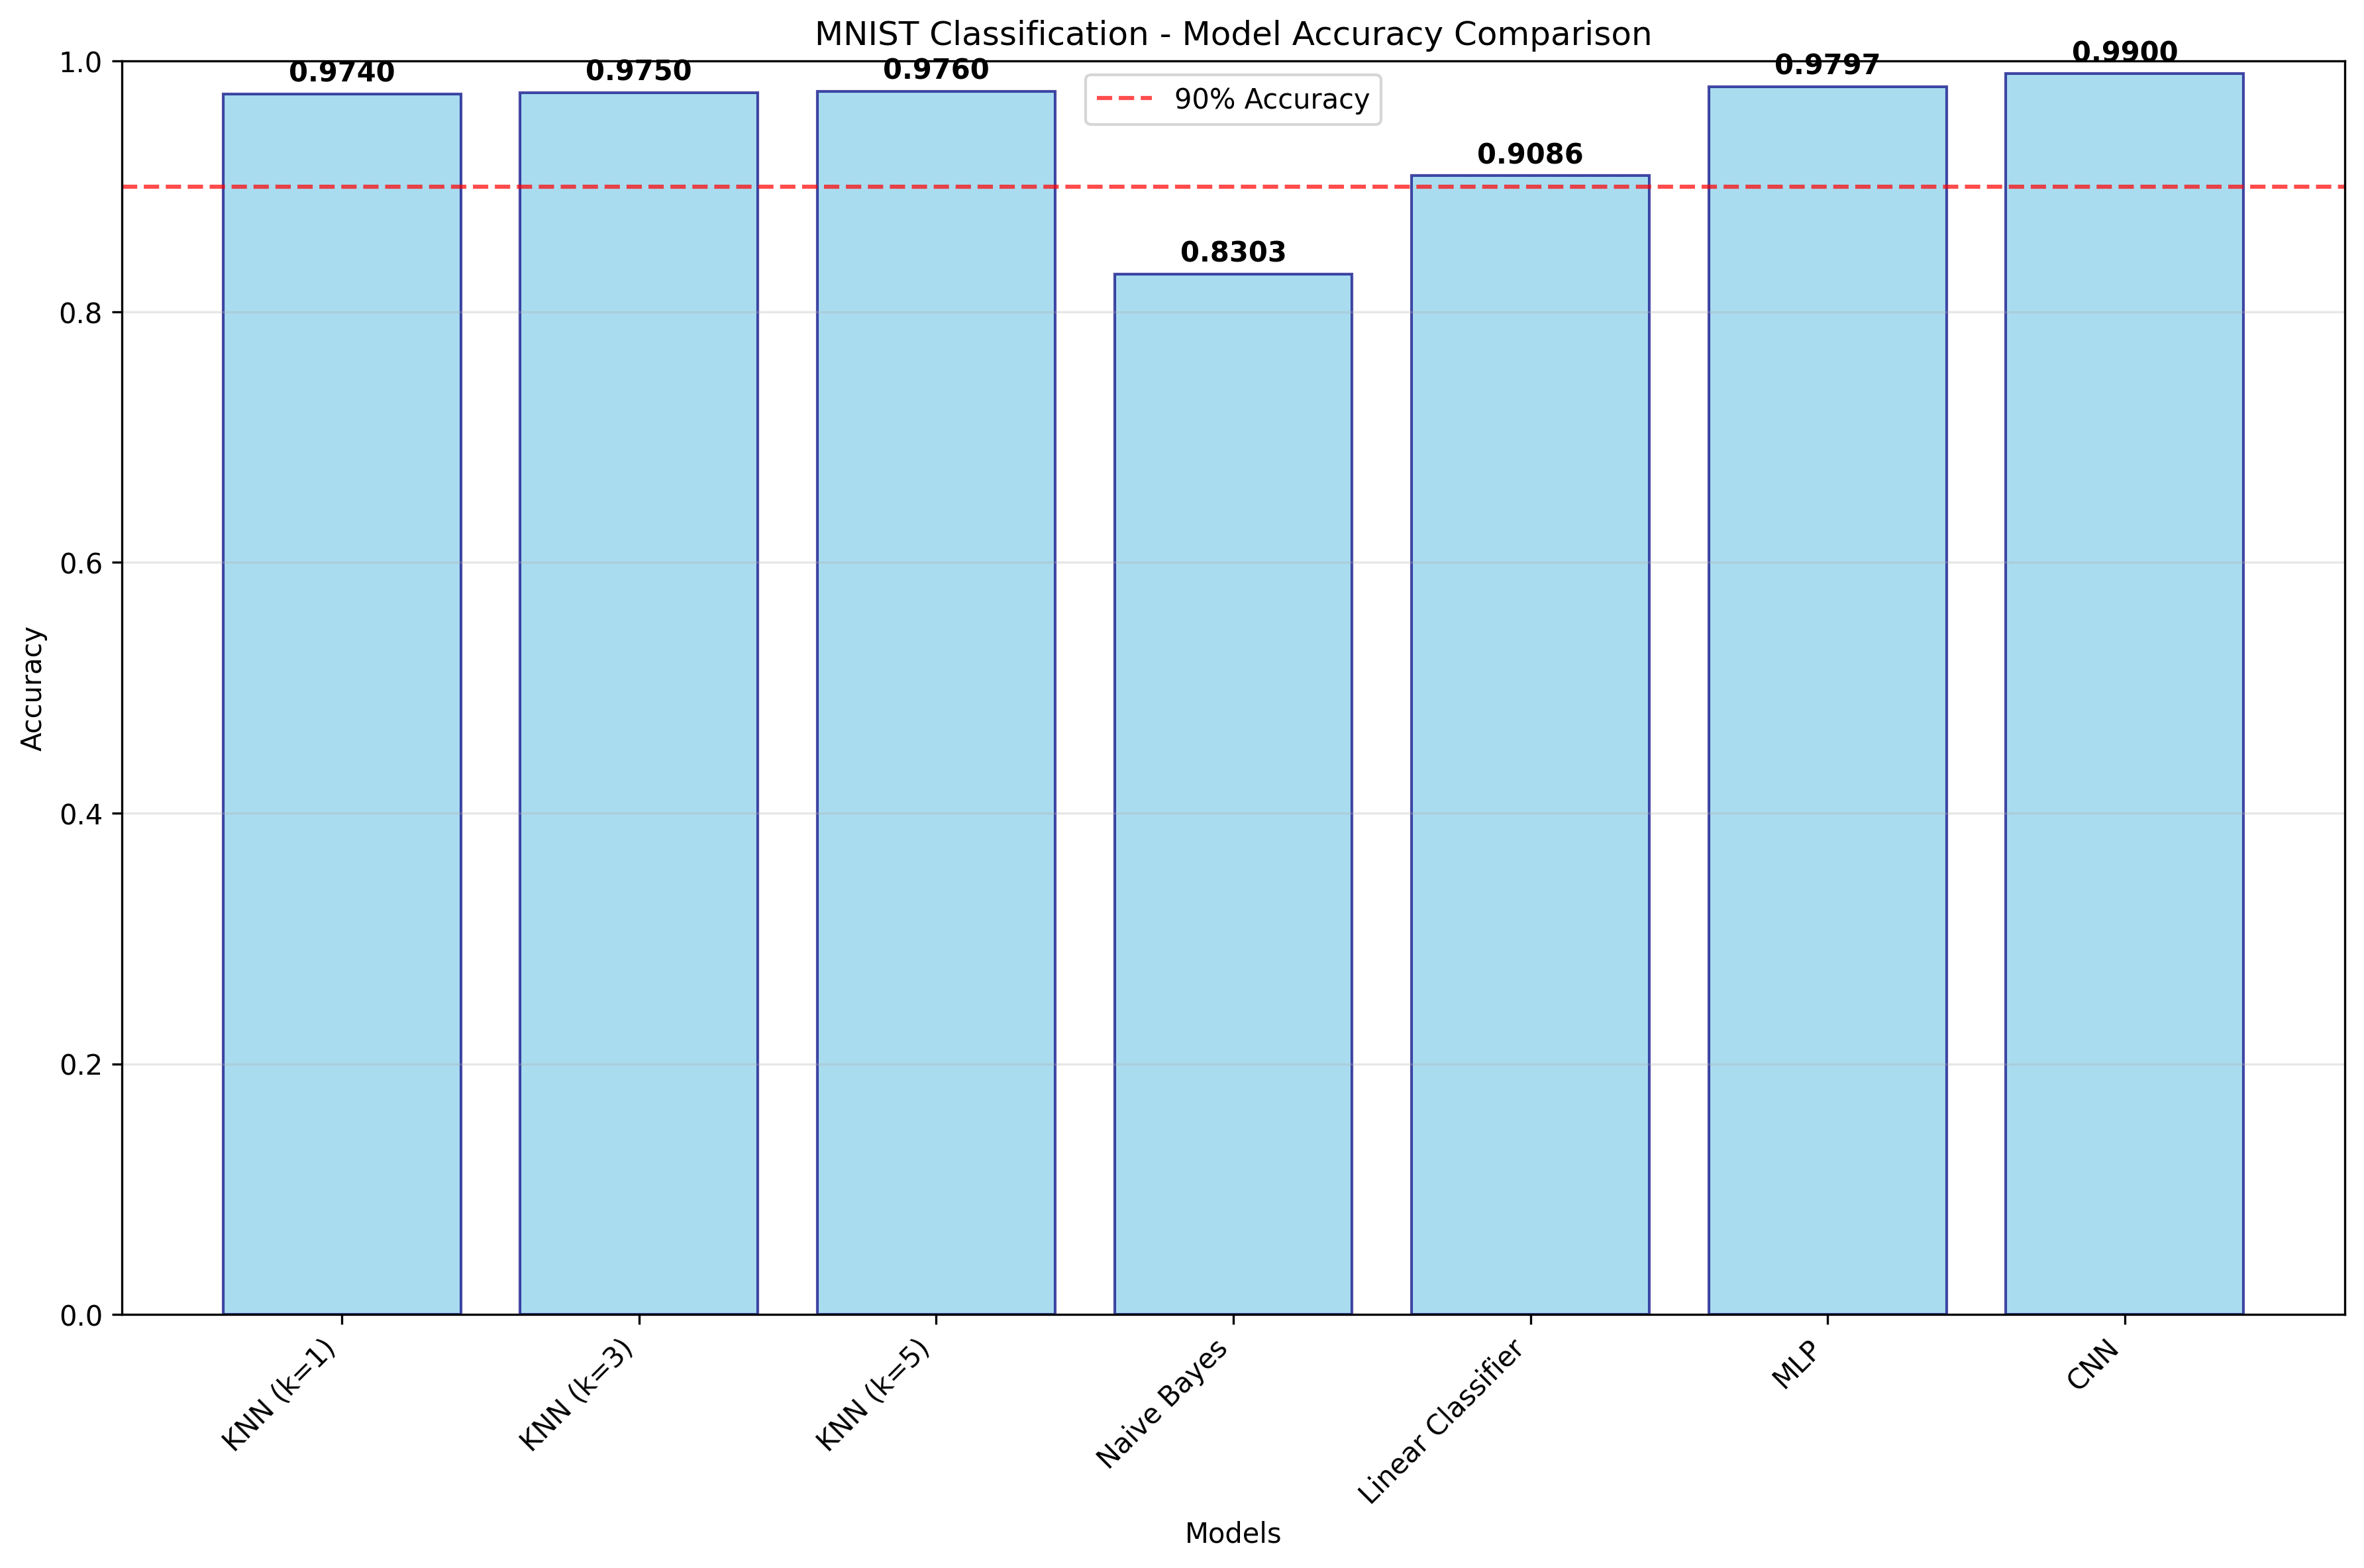 MNIST Classification - Model Accuracy Comparison
1.0
0.8
0.6
0.4
0.2
0.0
Accuracy
0.9740
0.9750
0.9760
0.8303
0.9086
0.9797
0.9900
90% Accuracy
KNN (k=1)
KNN (k=3)
KNN (k=5)
Naive Bayes
Linear Classifier
MLP
CNN
Models